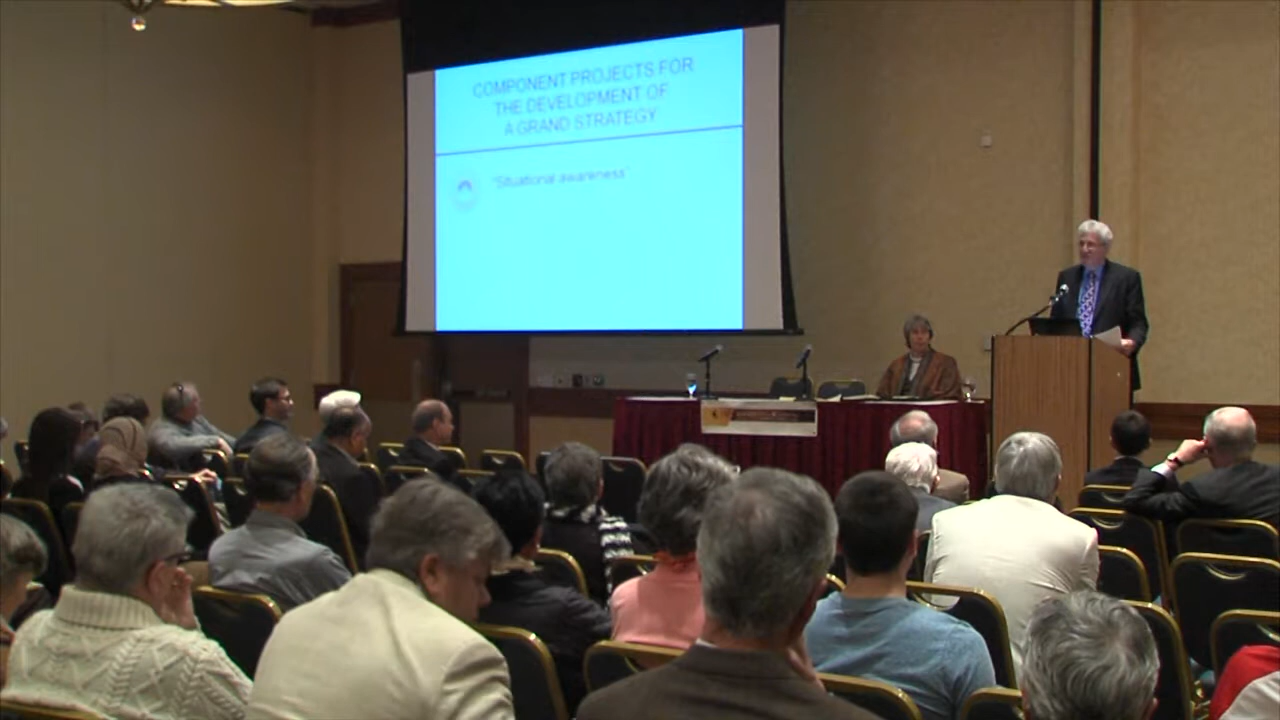 COMPONENT PROJECTS FOR
THE DEVELOPMENT OF
A GRAND STRATEGY
"Situational awareness"